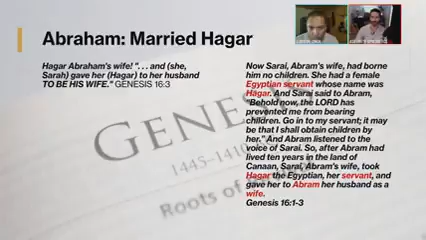 Abraham: Married Hagar
Hagar Abraham's wife! ". . . and (she,
Sarah) gave her (Hagar) to her husband
TO BE HIS WIFE." GENESIS 16:3
Now Sarai, Abram's wife, had borne
him no children. She had a female
Egyptian servant whose name was
Hagar. And Sarai said to Abram,
"Behold now, the LORD has
prevented me from bearing
children. Go in to my servant; it may
be that I shall obtain children by
her." And Abram listened to the
voice of Sarai. So, after Abram had
lived ten years in the land of
Canaan, Sarai, Abram's wife, took
Hagar the Egyptian, her servant, and
gave her to Abram her husband as a
wife.
Genesis 16:1-3
GENES
1445-1410
Roots of